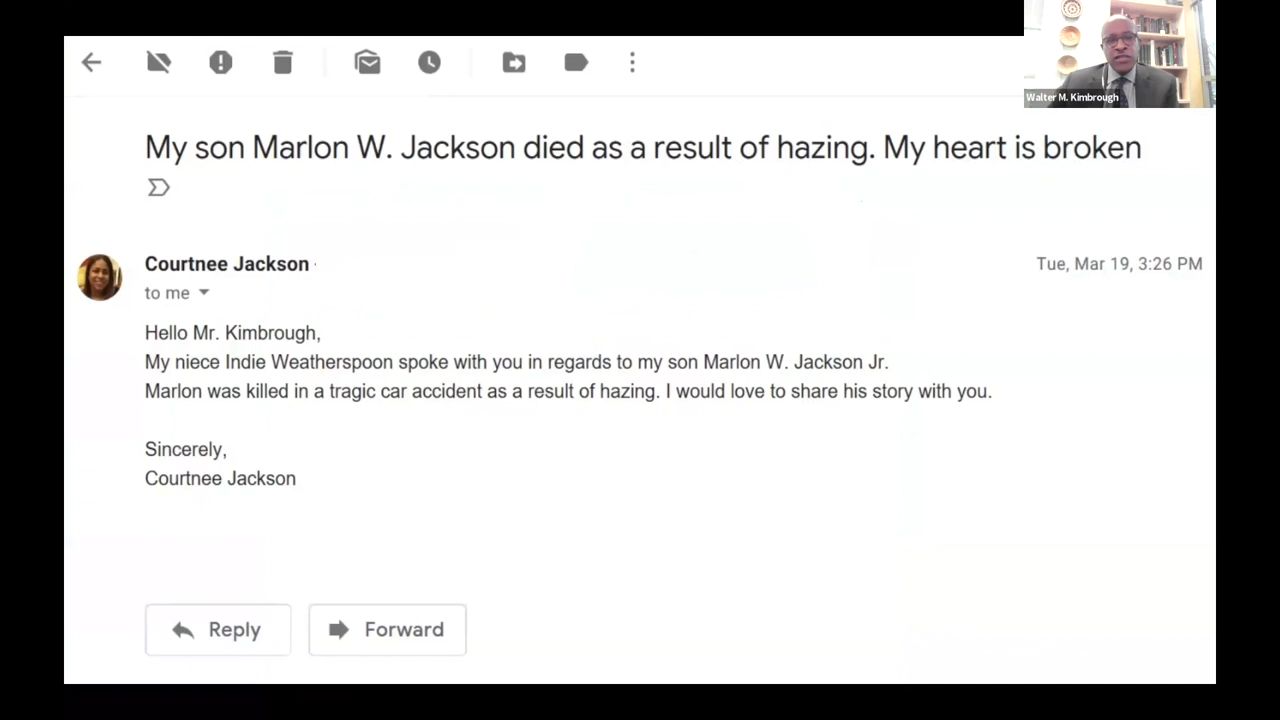 Walter M. Kimbrough
My son Marlon W. Jackson died as a result of hazing. My heart is broken
Courtnee Jackson
Tue, Mar 19, 3:26 PM
to me
Hello Mr. Kimbrough,
My niece Indie Weatherspoon spoke with you in regards to my son Marlon W. Jackson Jr.
Marlon was killed in a tragic car accident as a result of hazing. I would love to share his story with you.
Sincerely,
Courtnee Jackson
Reply
Forward